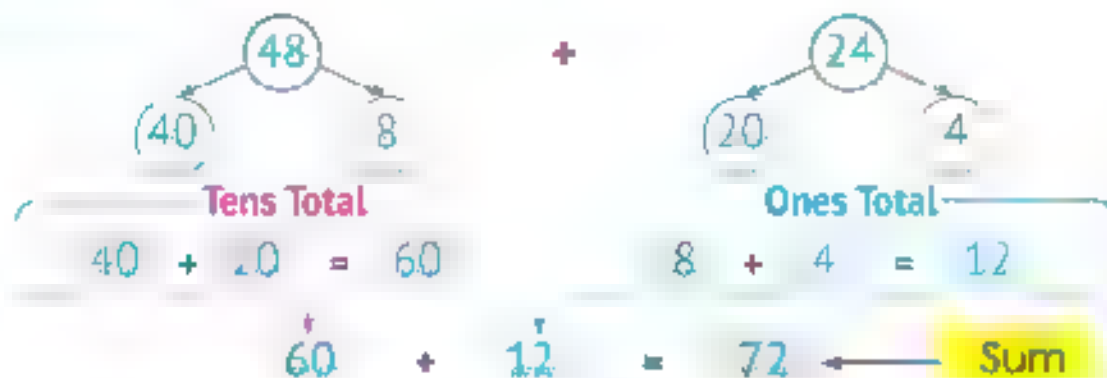 48 + 24
40 8 20 4
Tens Total Ones Total
40 + 20 = 60 8 + 4 = 12
60 + 12 = 72 Sum